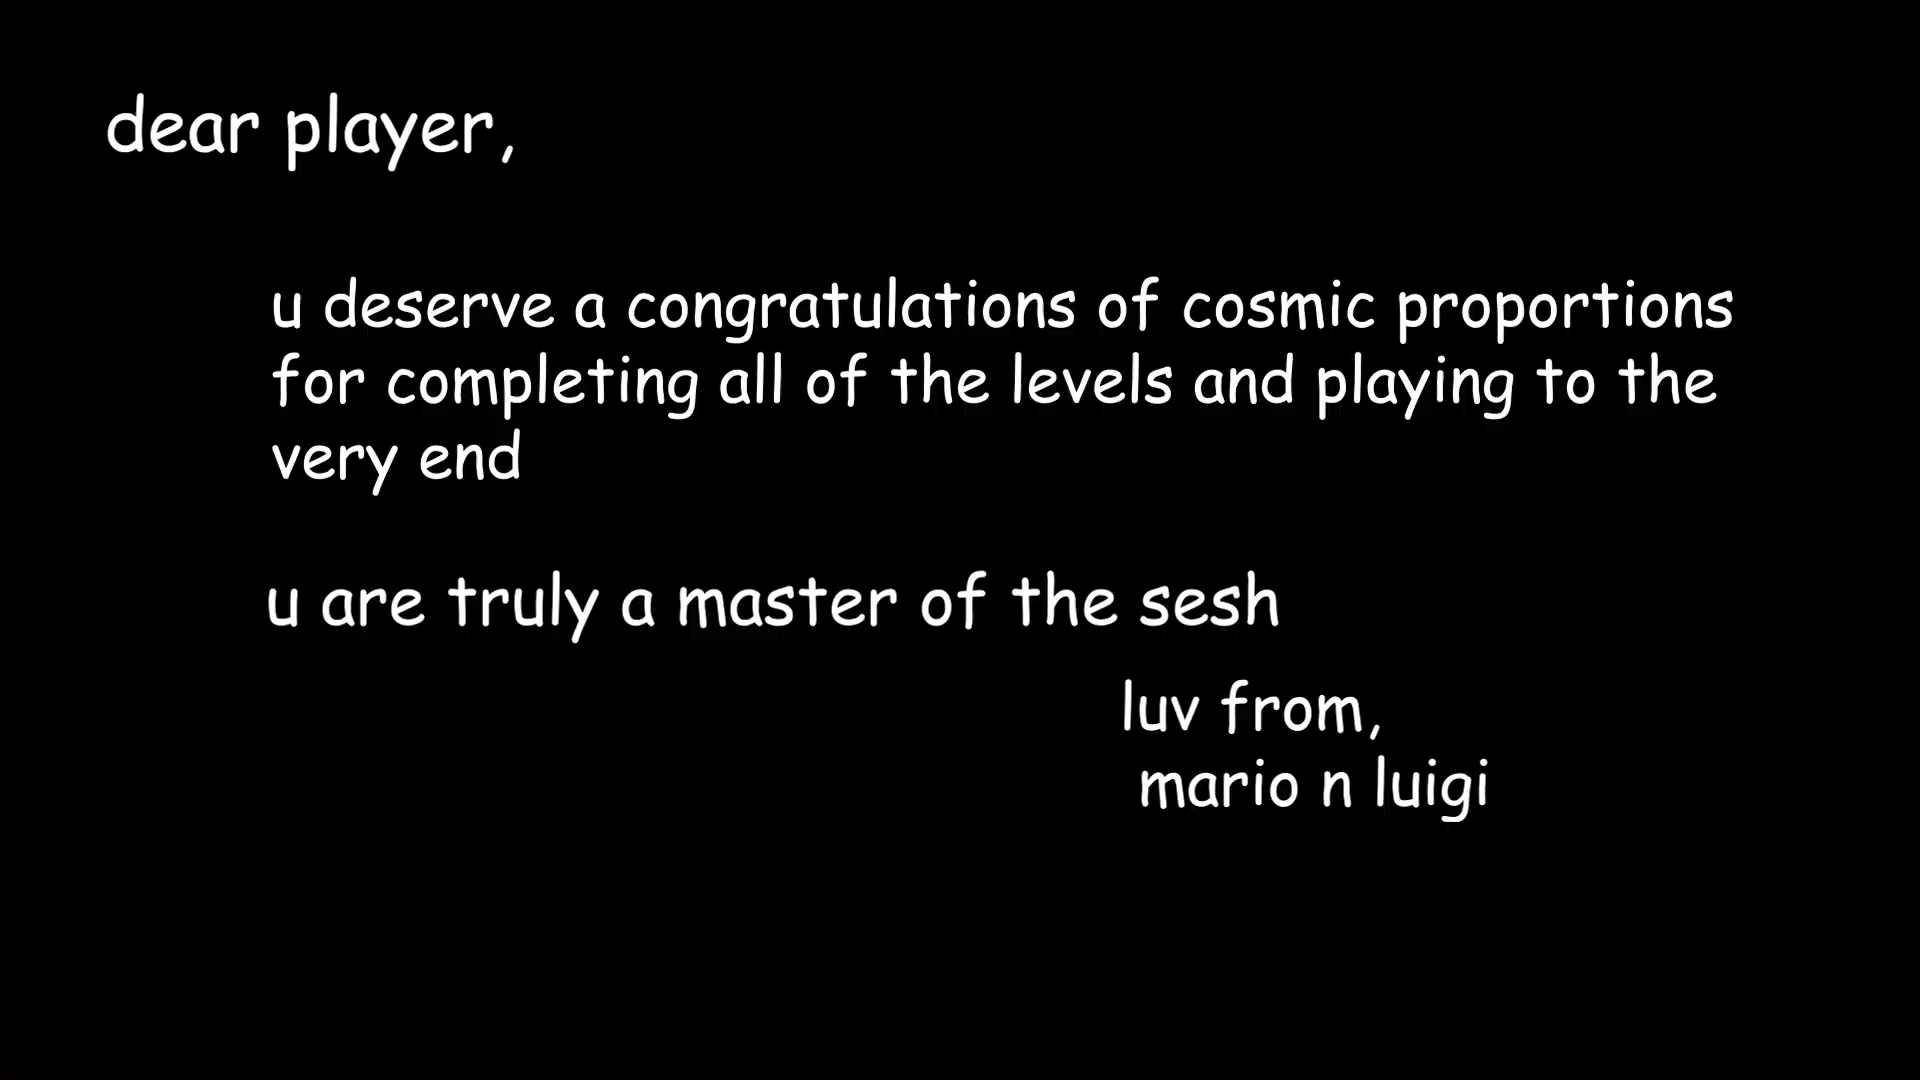 dear player,
u deserve a congratulations of cosmic proportions
for completing all of the levels and playing to the
very end
u are truly a master of the sesh
luv from,
mario n luigi